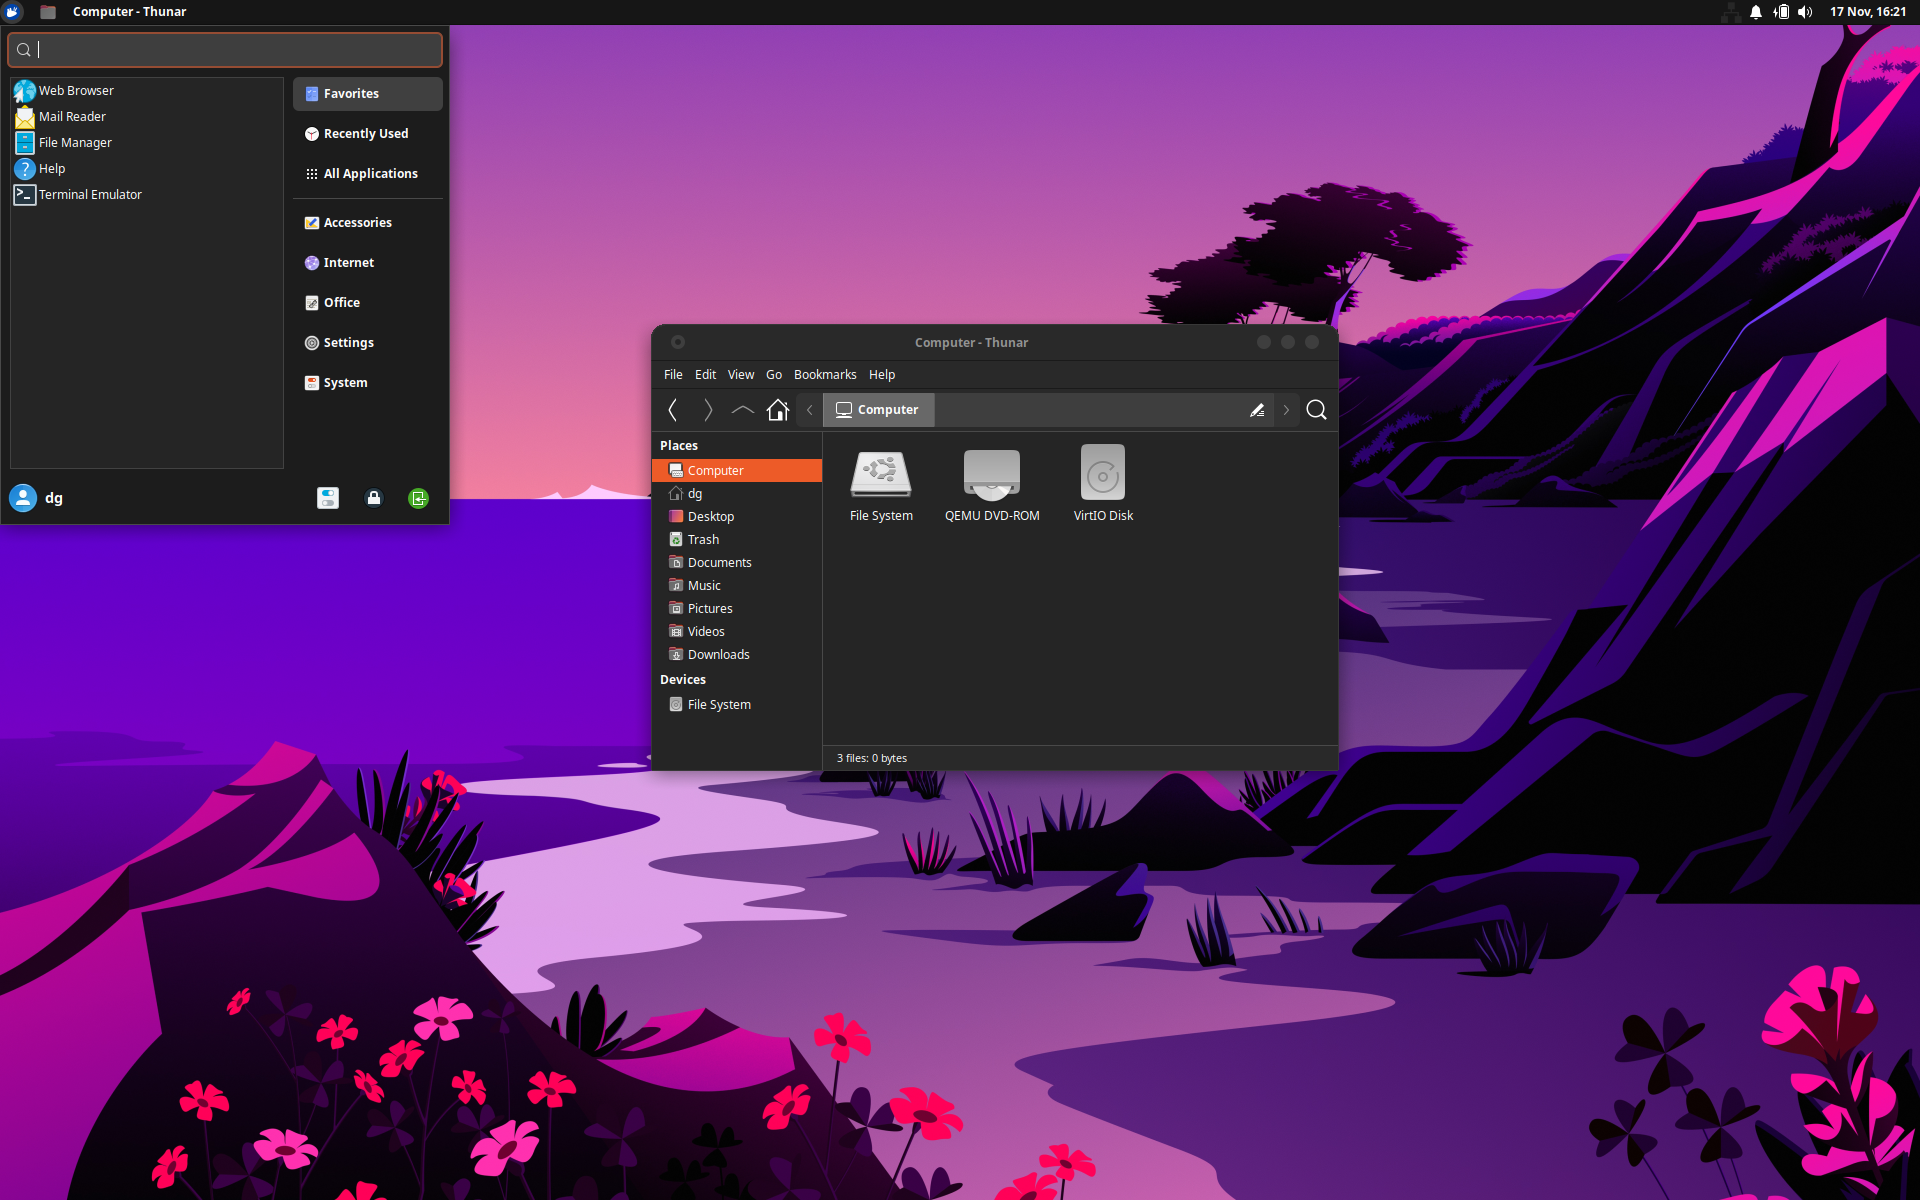 Computer - Thunar
17 Nov, 16:21
Web Browser
Mail Reader
File Manager
Help
Terminal Emulator
Favorites
Recently Used
All Applications
Accessories
Internet
Office
Settings
System
dg
Computer - Thunar
File Edit View Go Bookmarks Help
Computer
Places
Computer
dg
Desktop
Trash
Documents
Music
Pictures
Videos
Downloads
Devices
File System
File System QEMU DVD-ROM VirtIO Disk
3 files: 0 bytes